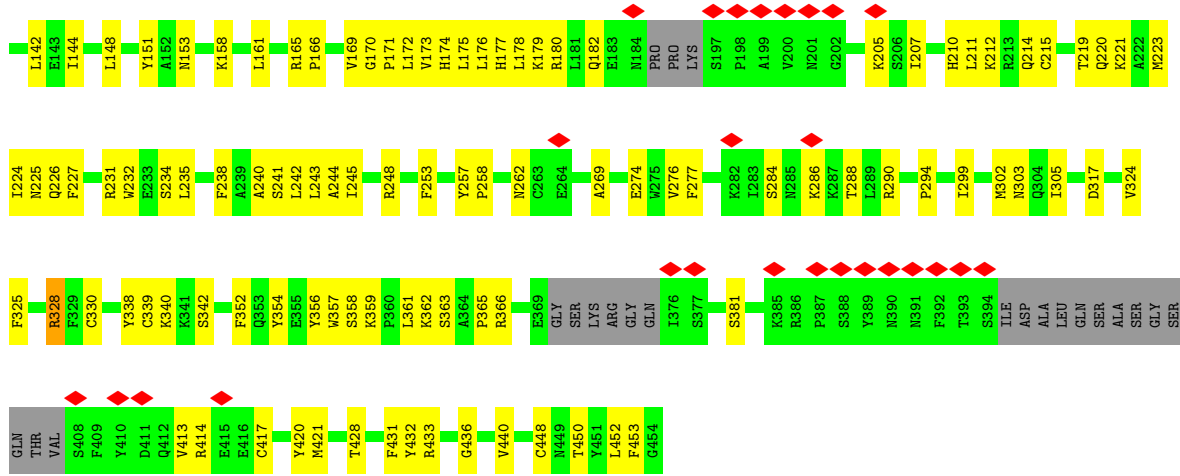 L142 E143 I144 L148 Y151 A152 N153 K158 L161 R165 P166 V169 G170 P171 L172 V173 H174 L175 L176 H177 L178 K179 R180 L181 Q182 E183 N184 PRO PRO LYS S197 P198 A199 V200 N201 G202 K205 S206 I207 H210 L211 K212 R213 Q214 C215 T219 Q220 K221 A222 M223
I224 N225 Q226 F227 R231 W232 E233 S234 L235 F238 A239 A240 S241 L242 L243 A244 I245 R248 F253 Y257 P258 N262 C263 E264 A269 E274 W275 V276 F277 K282 I283 S284 N285 K286 K287 T288 L289 R290 P294 I299 M302 N303 Q304 I305 D317 V324
F325 R328 F329 C330 Y338 C339 K340 K341 S342 F352 Q353 Y354 E355 Y356 W357 S358 K359 P360 L361 K362 S363 A364 P365 R366 E369 GLY SER LYS ARG GLY GLN I376 S377 S381 K385 R386 P387 S388 Y389 N390 N391 F392 T393 S394 ILE ASP ALA LEU GLN SER ALA SER GLY SER
GLN THR VAL S408 F409 Y410 D411 Q412 V413 R414 E415 E416 C417 Y420 M421 T428 F431 Y432 R433 G436 V440 C448 N449 T450 Y451 L452 F453 G454